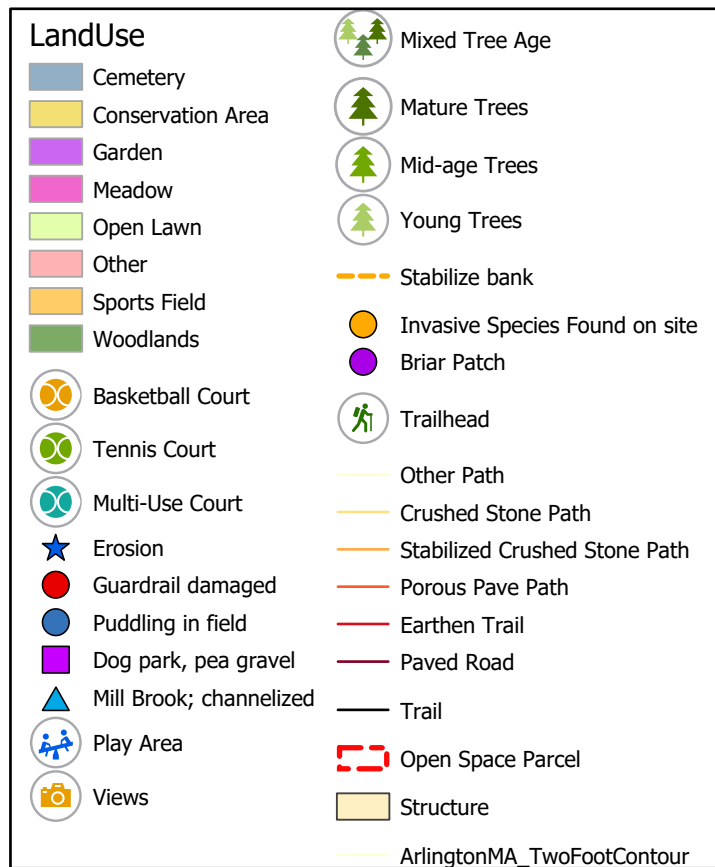 LandUse
Cemetery
Conservation Area
Garden
Meadow
Open Lawn
Other
Sports Field
Woodlands
Basketball Court
Tennis Court
Multi-Use Court
Erosion
Guardrail damaged
Puddling in field
Dog park, pea gravel
Mill Brook; channelized
Play Area
Views
Mixed Tree Age
Mature Trees
Mid-age Trees
Young Trees
Stabilize bank
Invasive Species Found on site
Briar Patch
Trailhead
Other Path
Crushed Stone Path
Stabilized Crushed Stone Path
Porous Pave Path
Earthen Trail
Paved Road
Trail
Open Space Parcel
Structure
ArlingtonMA_TwoFootContour